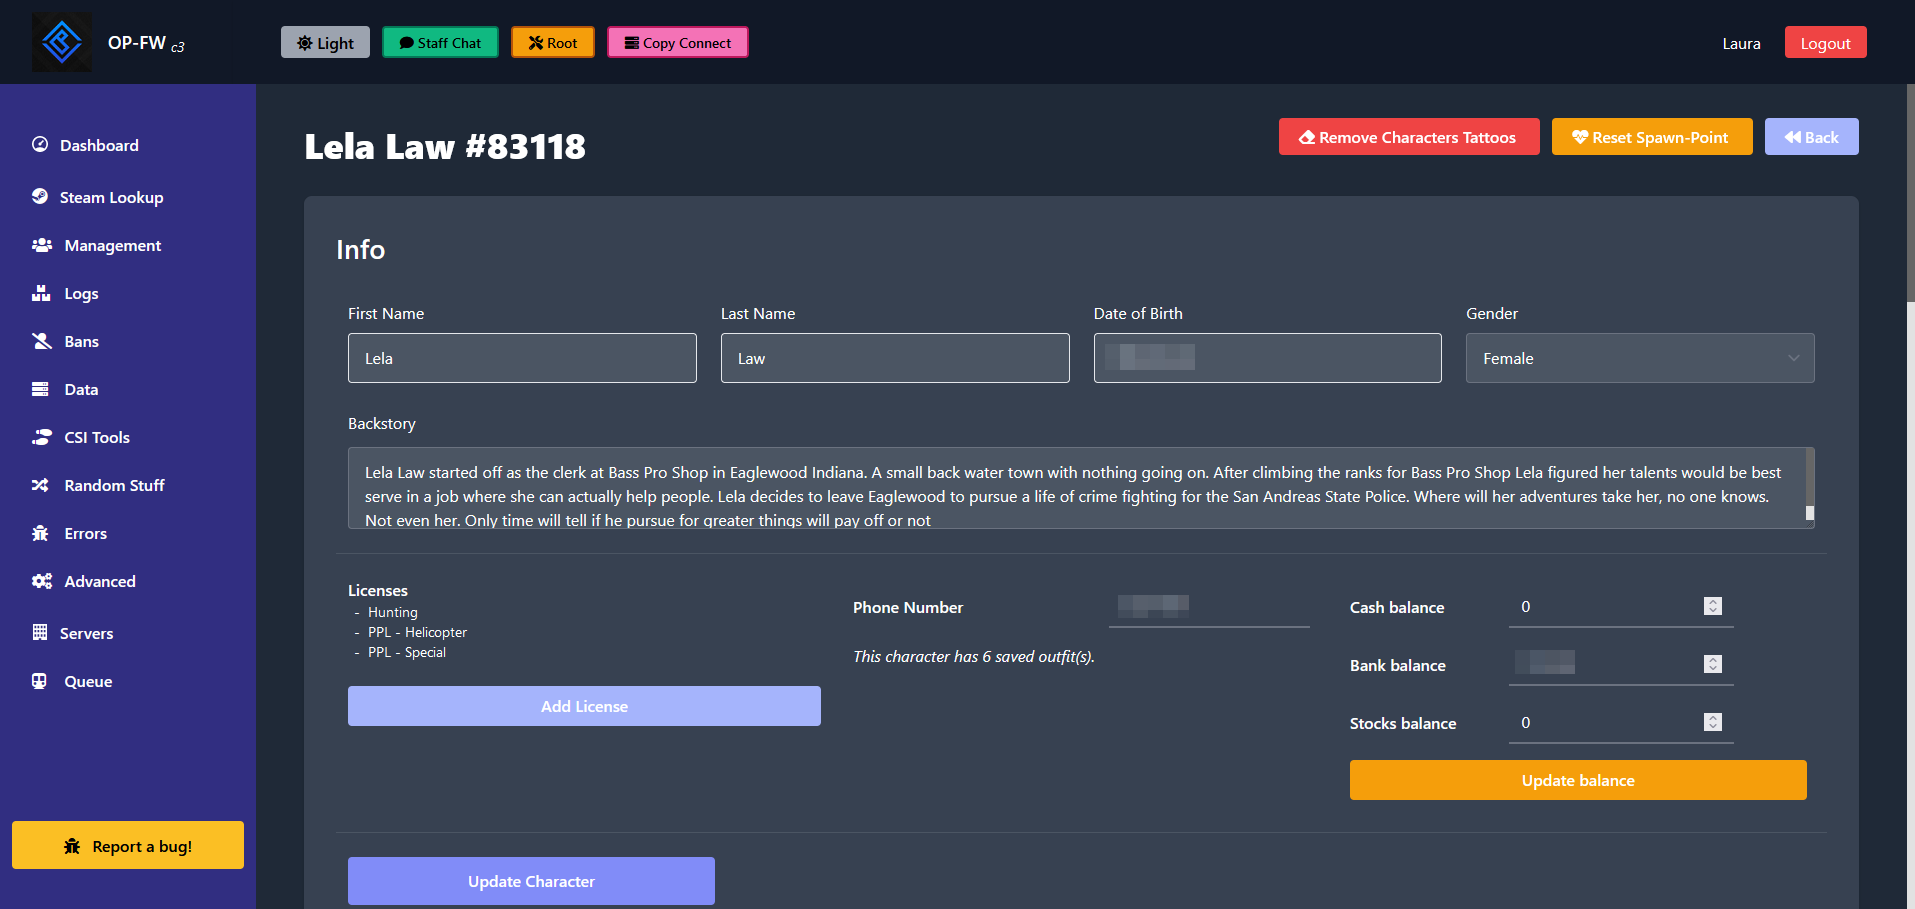 OP-FW c3
Light
Staff Chat
Root
Copy Connect
Laura
Logout
Dashboard
Steam Lookup
Management
Logs
Bans
Data
CSI Tools
Random Stuff
Errors
Advanced
Servers
Queue
Report a bug!
Lela Law #83118
Remove Characters Tattoos
Reset Spawn-Point
Back
Info
First Name
Last Name
Date of Birth
Gender
Lela
Law
Female
Backstory
Lela Law started off as the clerk at Bass Pro Shop in Eaglewood Indiana. A small back water town with nothing going on. After climbing the ranks for Bass Pro Shop Lela figured her talents would be best
serve in a job where she can actually help people. Lela decides to leave Eaglewood to pursue a life of crime fighting for the San Andreas State Police. Where will her adventures take her, no one knows.
Not even her. Only time will tell if he pursue for greater things will pay off or not
Licenses
- Hunting
- PPL - Helicopter
- PPL - Special
Add License
Phone Number
This character has 6 saved outfit(s).
Cash balance
0
Bank balance
Stocks balance
0
Update balance
Update Character